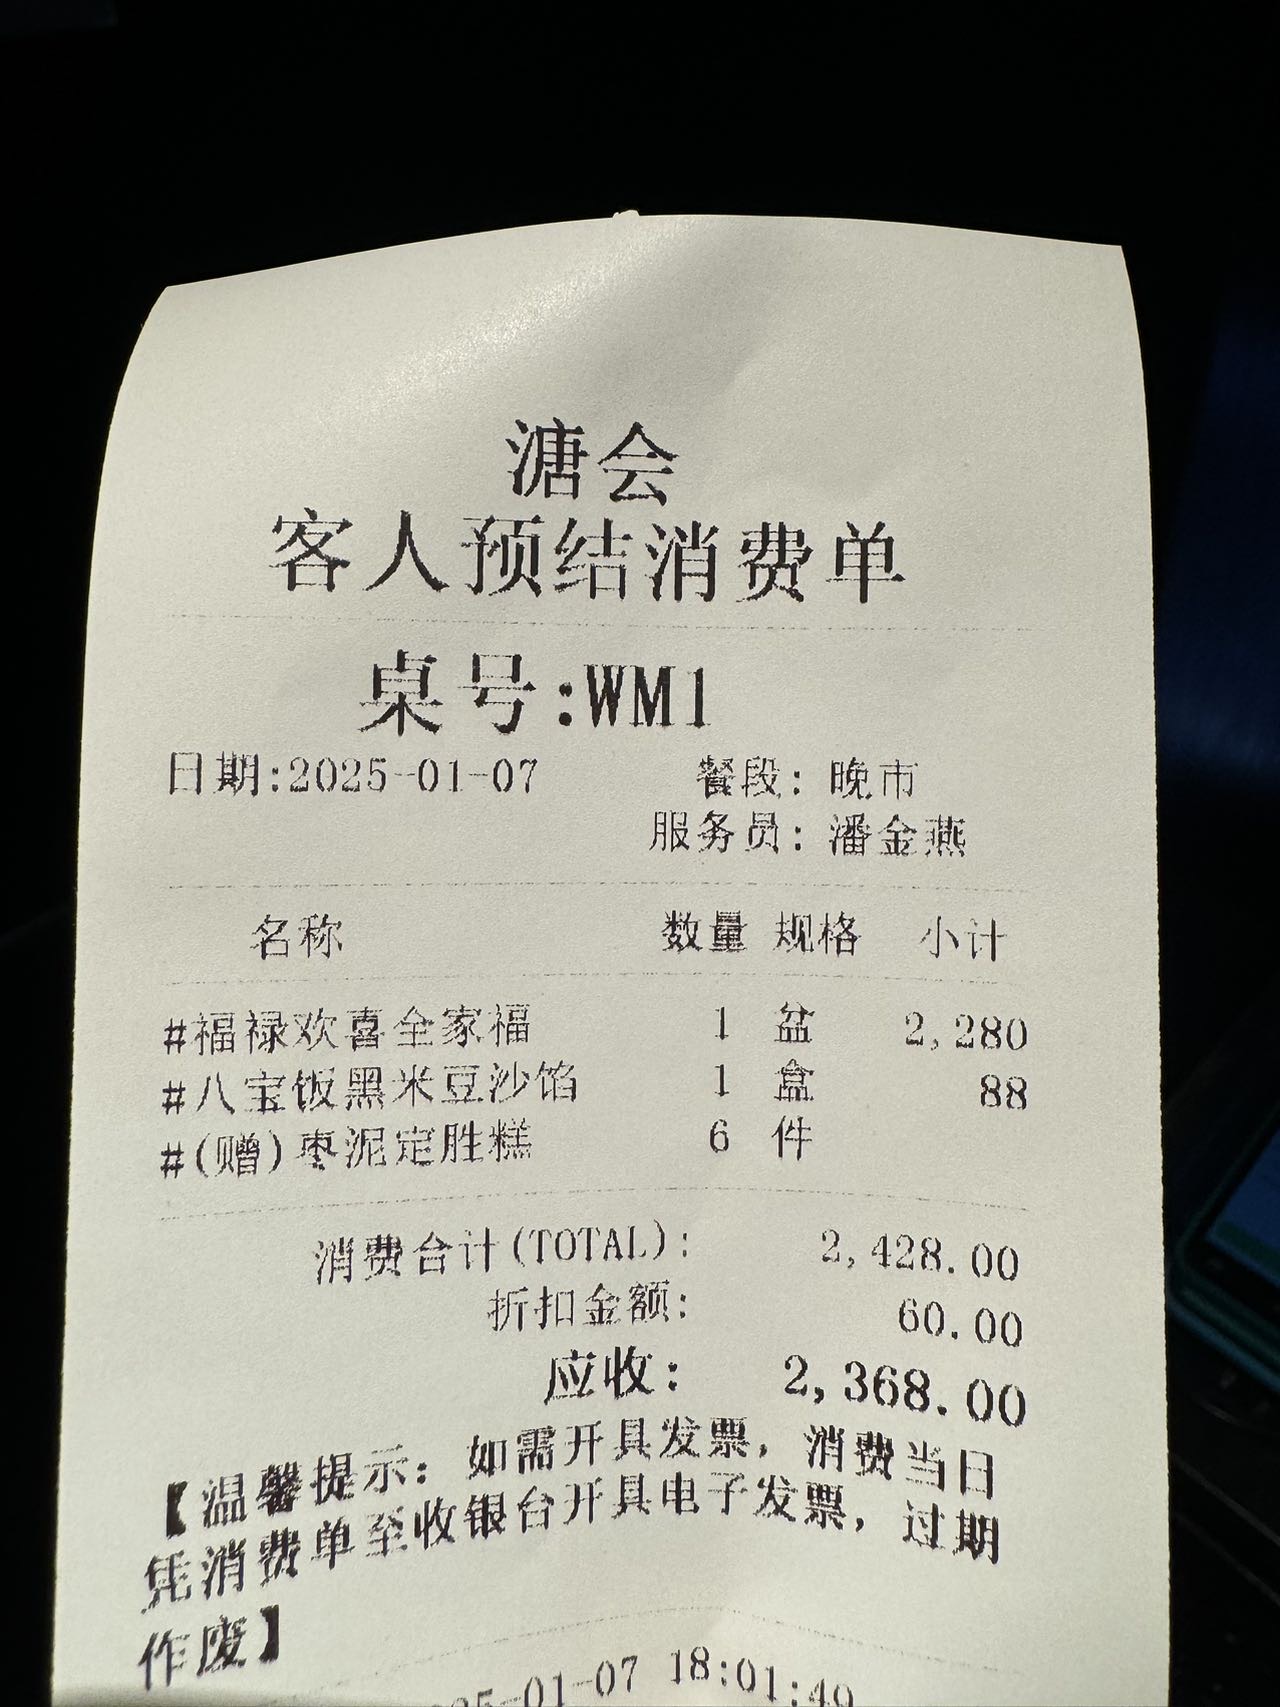 溏会
客人预结消费单
桌号:WM1
日期:2025-01-07 餐段: 晚市
服务员: 潘金燕
名称 数量 规格 小计
#福禄欢喜全家福 1 盆 2,280
#八宝饭黑米豆沙馅 1 盒 88
#(赠)枣泥定胜糕 6 件
消费合计(TOTAL): 2,428.00
折扣金额: 60.00
应收: 2,368.00
【温馨提示: 如需开具发票, 消费当日
凭消费单至收银台开具电子发票, 过期
作废】
25-01-07 18:01:49